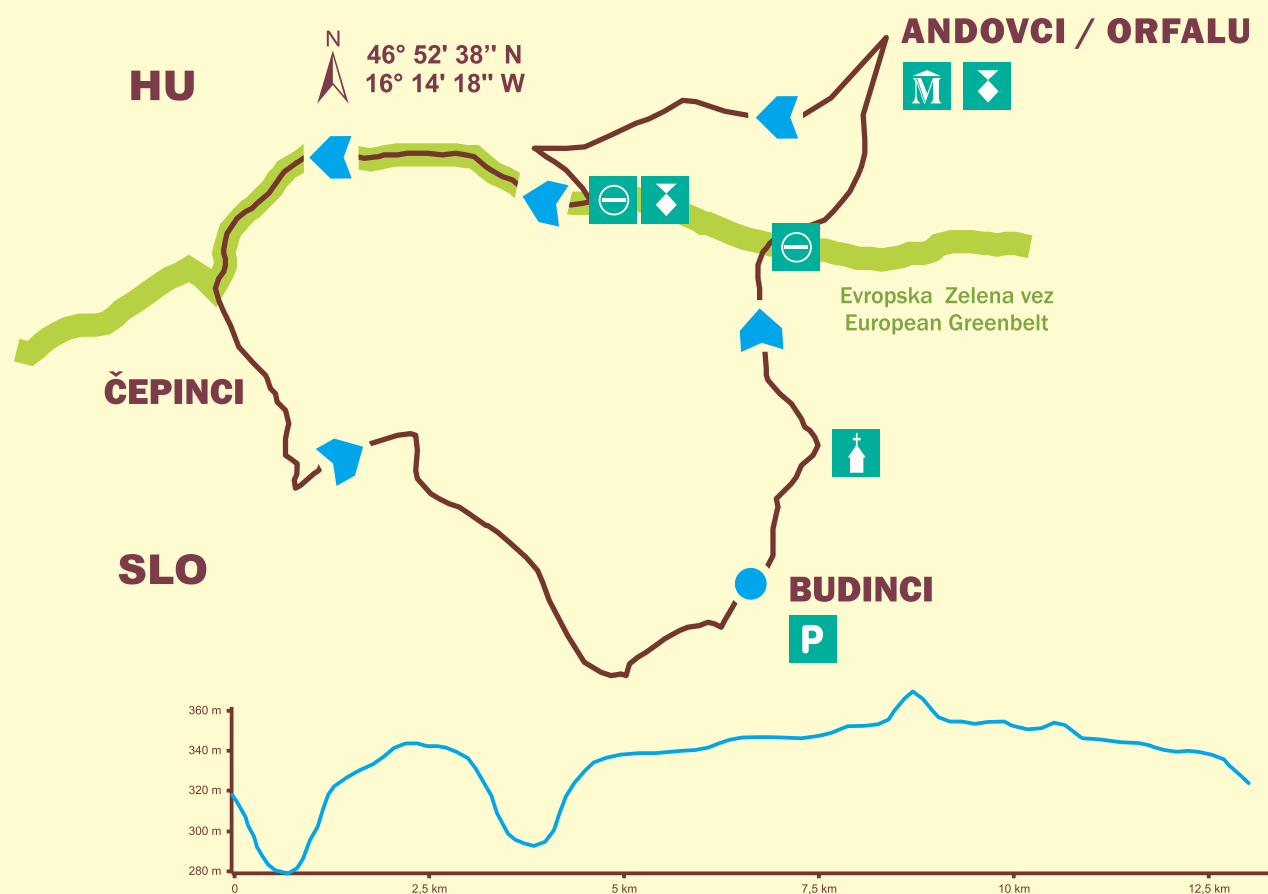 ANDOVCI / ORFALU
N
46° 52' 38’’ N
16° 14' 18" W
HU
M
Evropska Zelena vez
European Greenbelt
ČEPINCI
SLO
BUDINCI
P
360 m
340 m
320 m
300 m
280 m
0
2,5 km
5 km
7,5 km
10 km
12,5 km